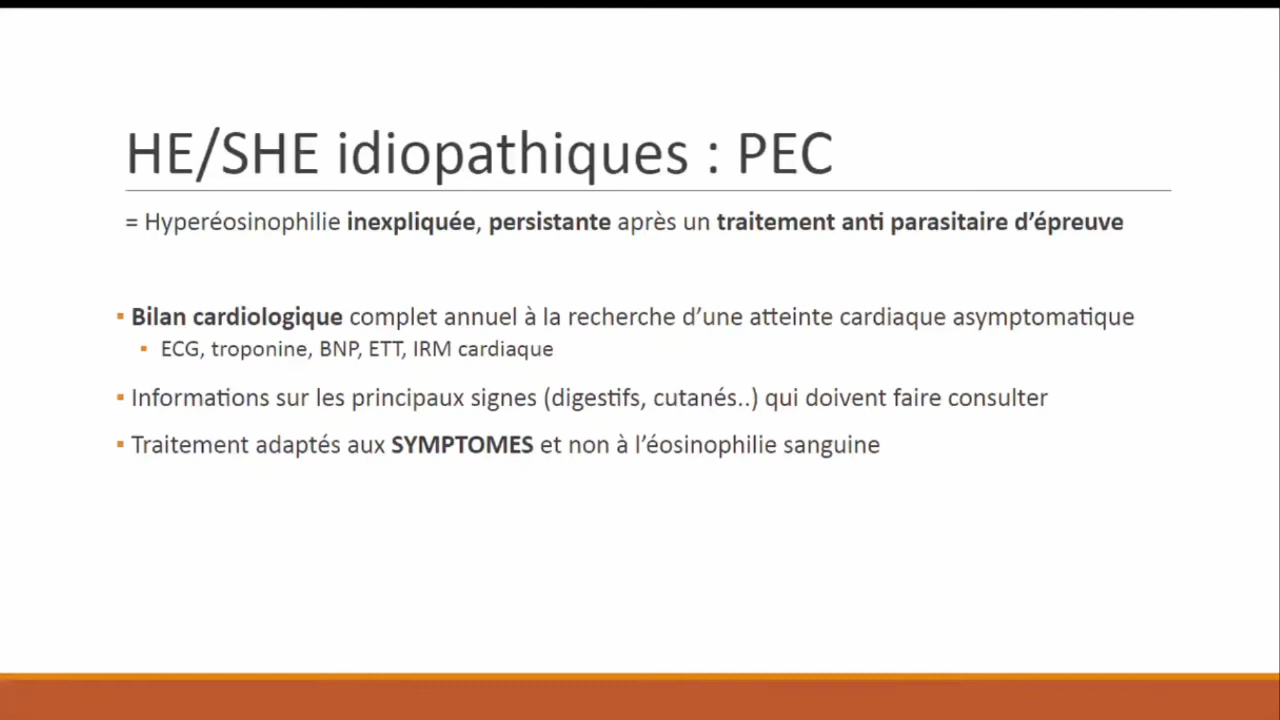 HE/SHE idiopathiques : PEC
= Hyperéosinophilie inexpliquée, persistante après un traitement anti parasitaire d’épreuve
▪ Bilan cardiologique complet annuel à la recherche d’une atteinte cardiaque asymptomatique
▪ ECG, troponine, BNP, ETT, IRM cardiaque
▪ Informations sur les principaux signes (digestifs, cutanés..) qui doivent faire consulter
▪ Traitement adaptés aux SYMPTOMES et non à l’éosinophilie sanguine